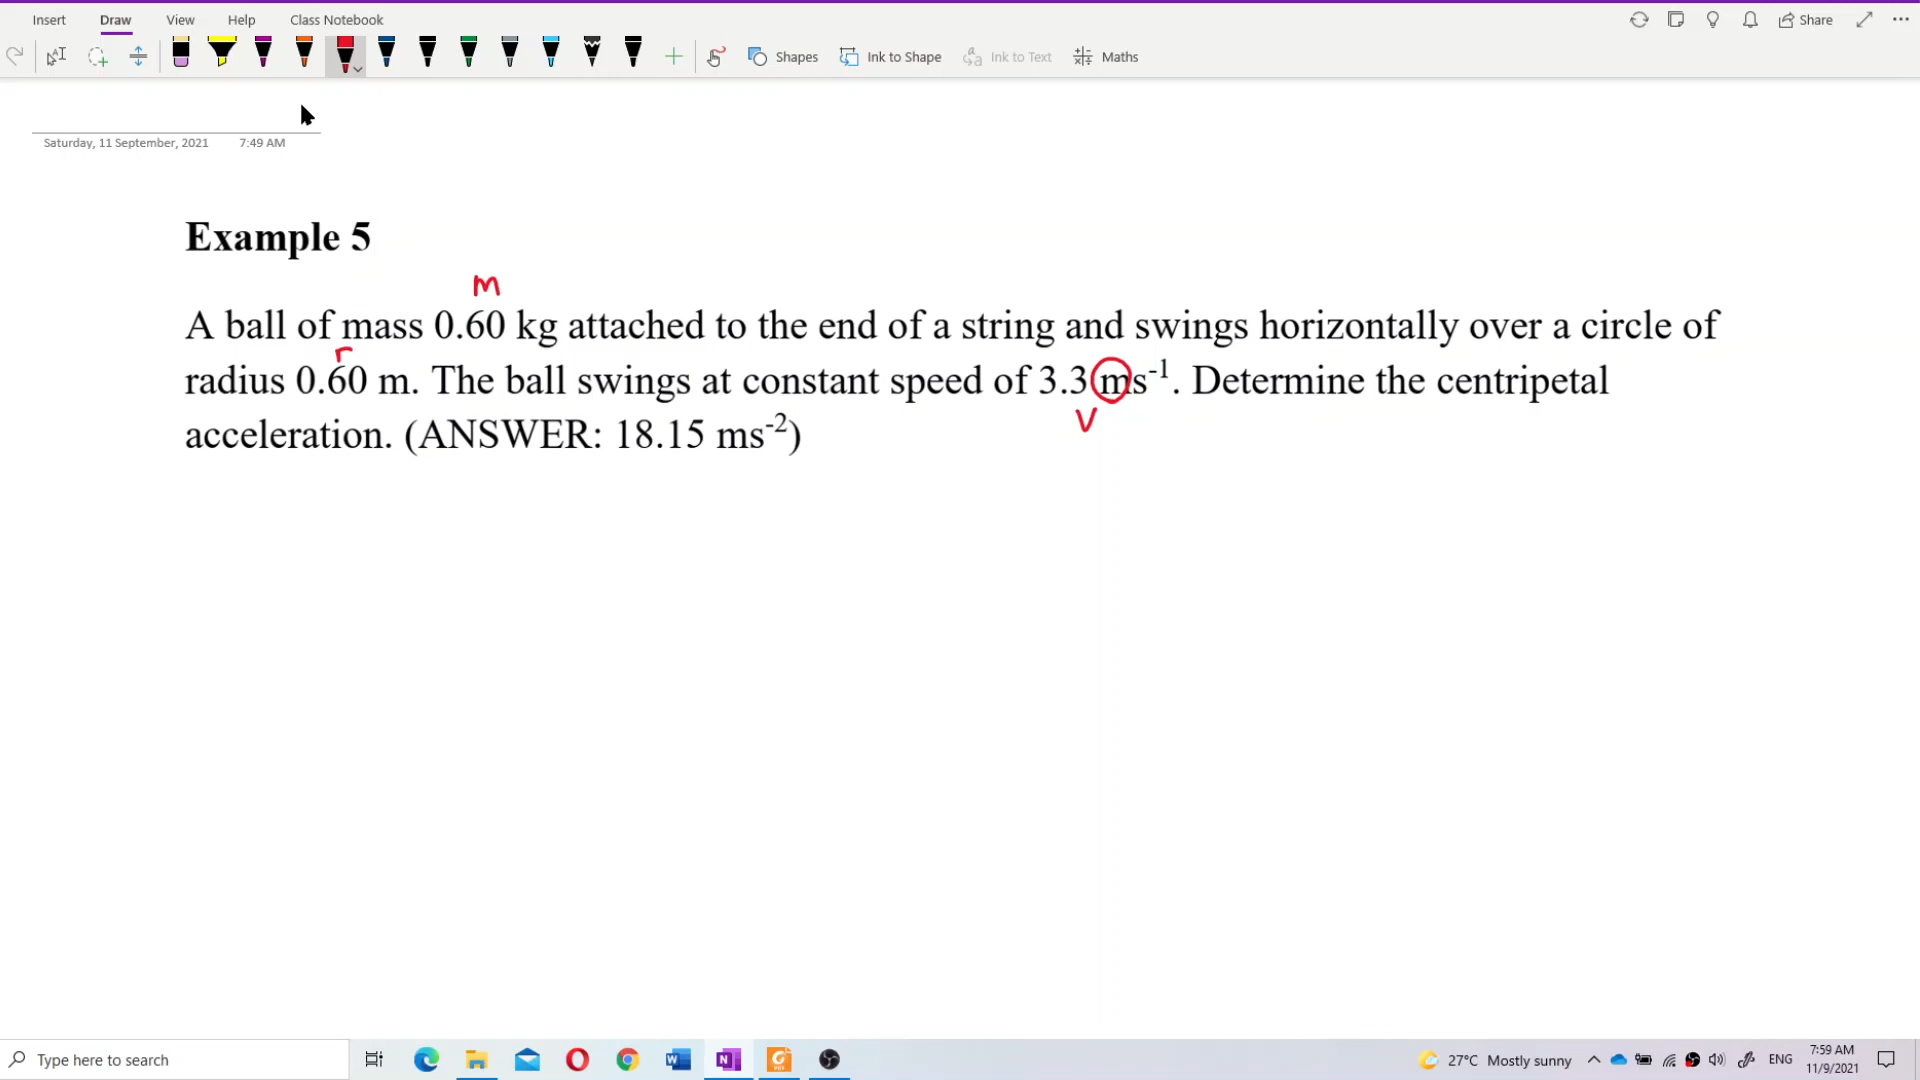 Insert Draw View Help Class Notebook Share
Shapes Ink to Shape Ink to Text Maths
Saturday, 11 September, 2021 7:49 AM
Example 5
m
A ball of mass 0.60 kg attached to the end of a string and swings horizontally over a circle of
r
radius 0.60 m. The ball swings at constant speed of 3.3 ms⁻¹. Determine the centripetal
v
acceleration. (ANSWER: 18.15 ms⁻²)
Type here to search 27°C Mostly sunny ENG 7:59 AM
11/9/2021